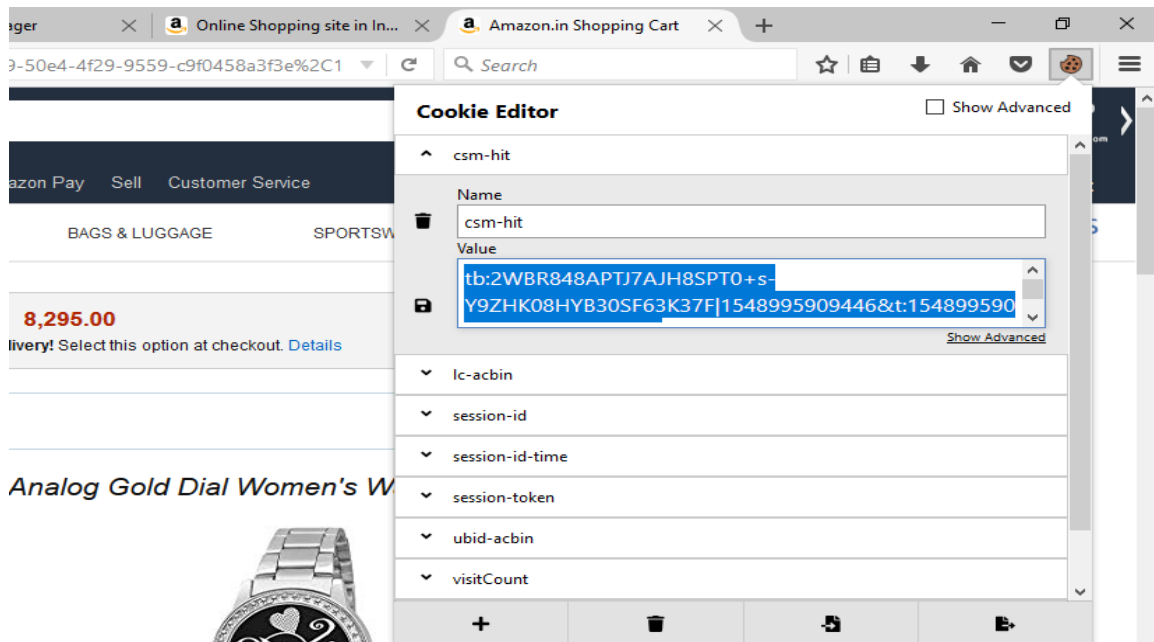 ager
Online Shopping site in In...
Amazon.in Shopping Cart
9-50e4-4f29-9559-c9f0458a3f3e%2C1
Search
Cookie Editor
Show Advanced
om
azon Pay Sell Customer Service
BAGS & LUGGAGE
SPORTSW
S
8,295.00
livery! Select this option at checkout. Details
Analog Gold Dial Women's W
csm-hit
Name
csm-hit
Value
tb:2WBR848APTJ7AJH8SPT0+s-
Y9ZHK08HYB30SF63K37F|1548995909446&t:154899590
Show Advanced
lc-acbin
session-id
session-id-time
session-token
ubid-acbin
visitCount